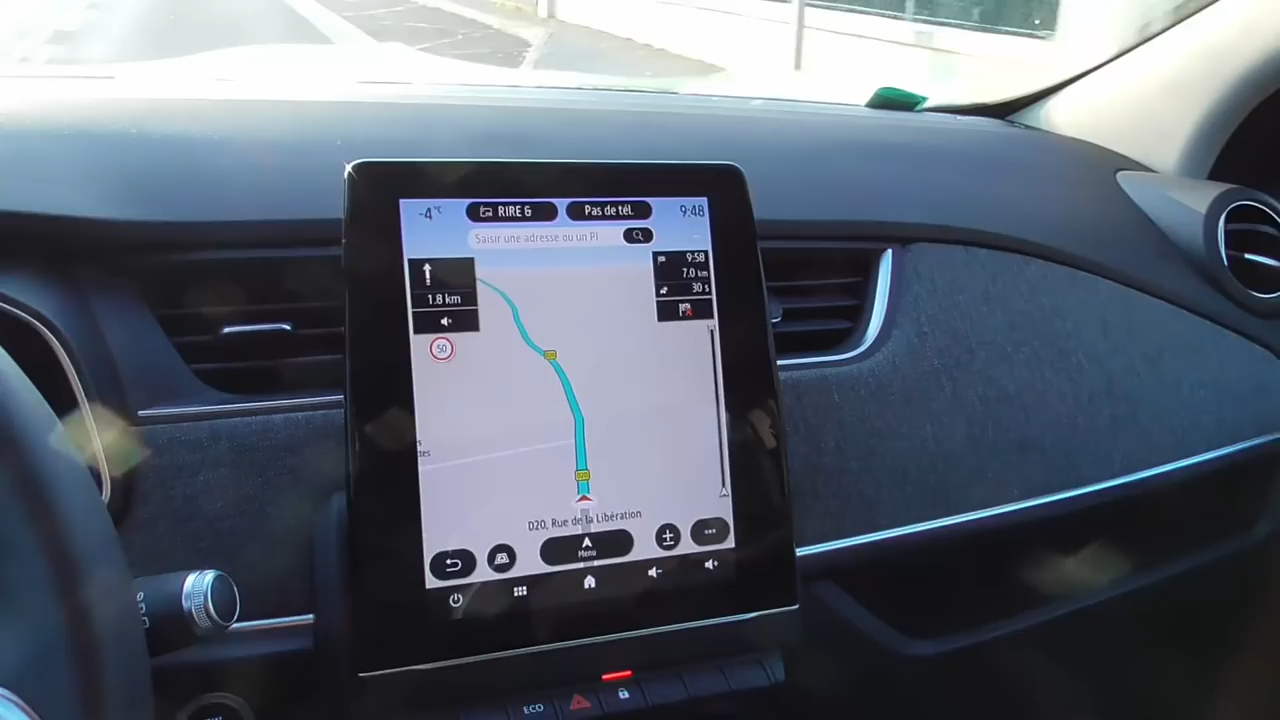 -4°C
RIRE 6
Pas de tél.
9:48
Saisir une adresse ou un PI
1.8 km
50
9:58
7.0 km
30 s
D20
D20, Rue de la Libération
Menu
ECO